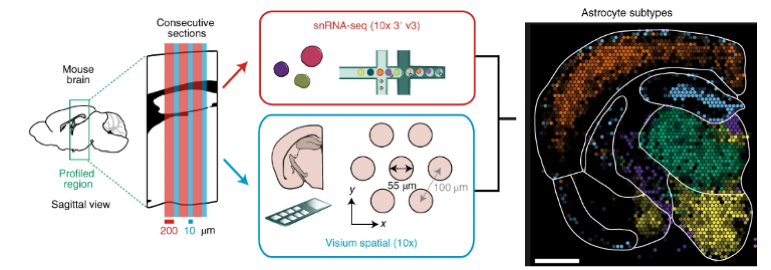 Consecutive
sections
Mouse
brain
Profiled
region
Sagittal view
200 10 μm
snRNA-seq (10x 3′ v3)
55 μm
100 μm
y
x
Visium spatial (10x)
Astrocyte subtypes